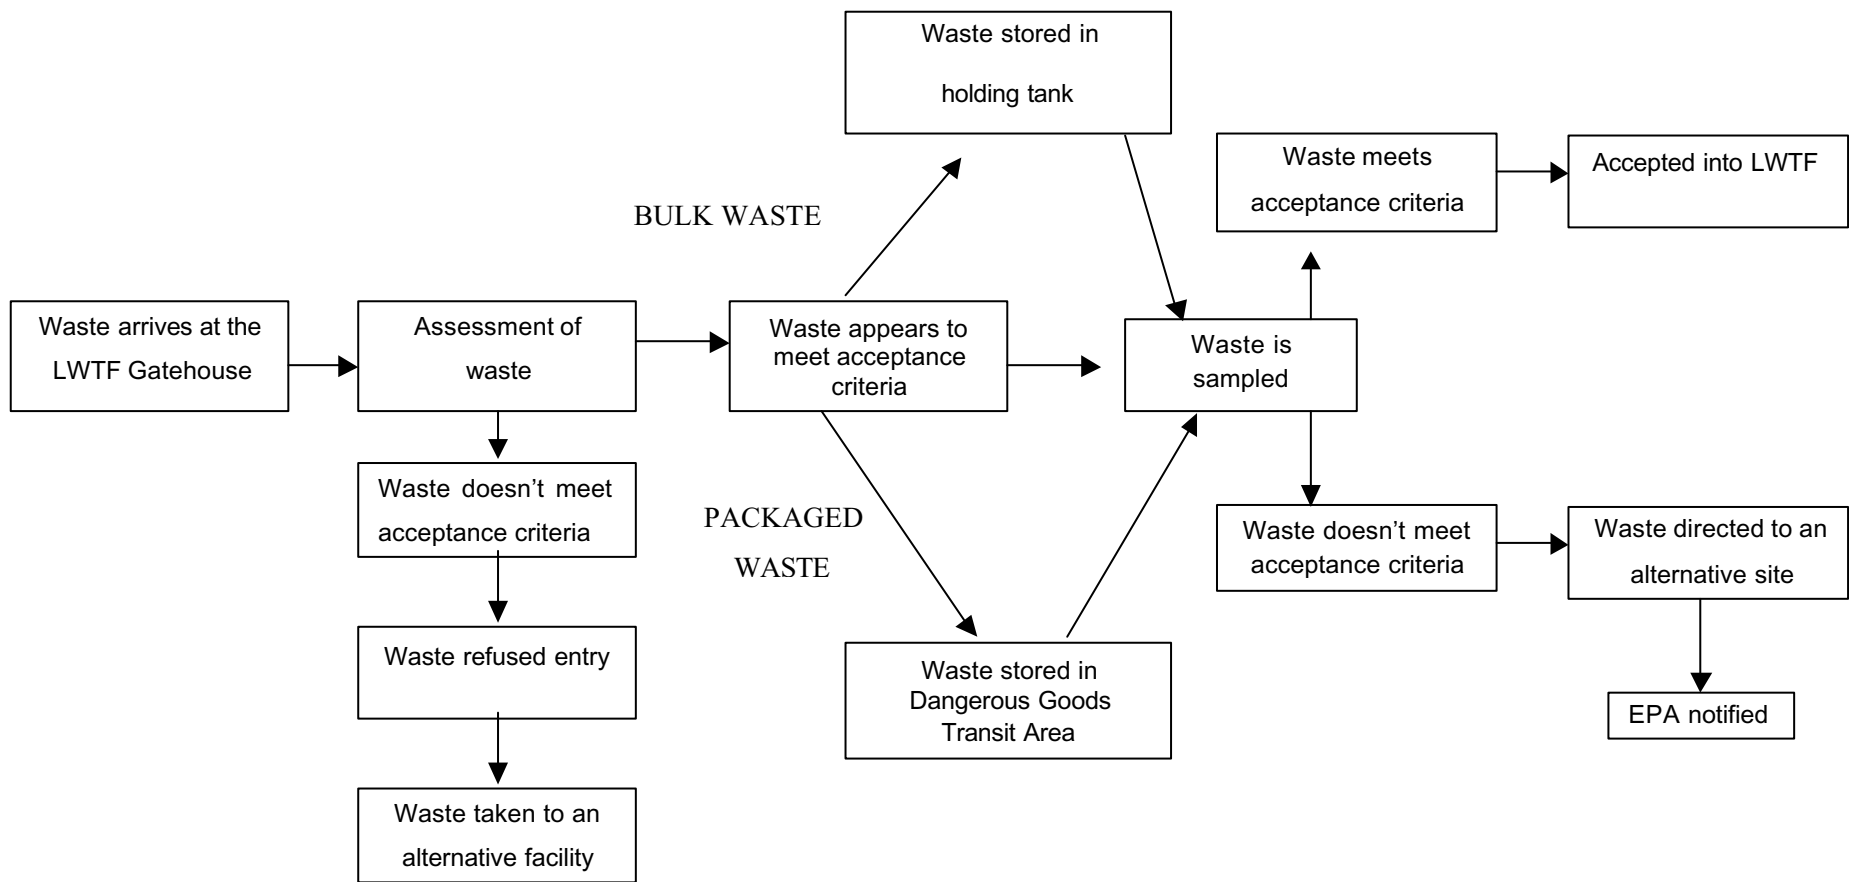 Waste stored in
holding tank
Waste meets
acceptance criteria
Accepted into LWTF
BULK WASTE
Waste arrives at the
LWTF Gatehouse
Assessment of
waste
Waste appears to
meet acceptance
criteria
Waste is
sampled
Waste doesn’t meet
acceptance criteria
PACKAGED
WASTE
Waste doesn’t meet
acceptance criteria
Waste directed to an
alternative site
Waste refused entry
Waste stored in
Dangerous Goods
Transit Area
EPA notified
Waste taken to an
alternative facility